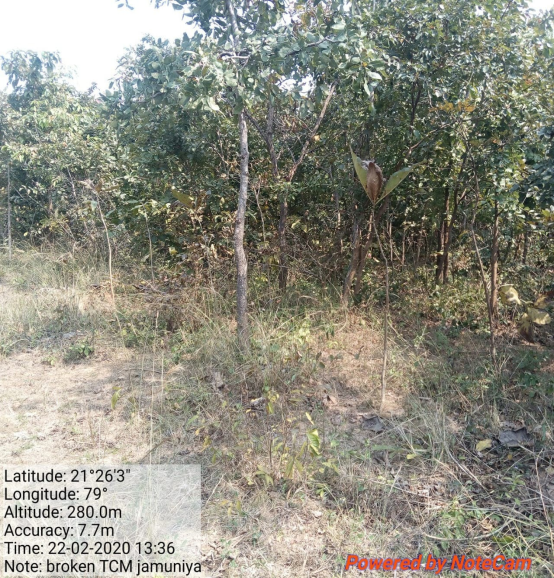 Latitude: 21°26'3"
Longitude: 79°
Altitude: 280.0m
Accuracy: 7.7m
Time: 22-02-2020 13:36
Note: broken TCM jamuniya
Powered by NoteCam